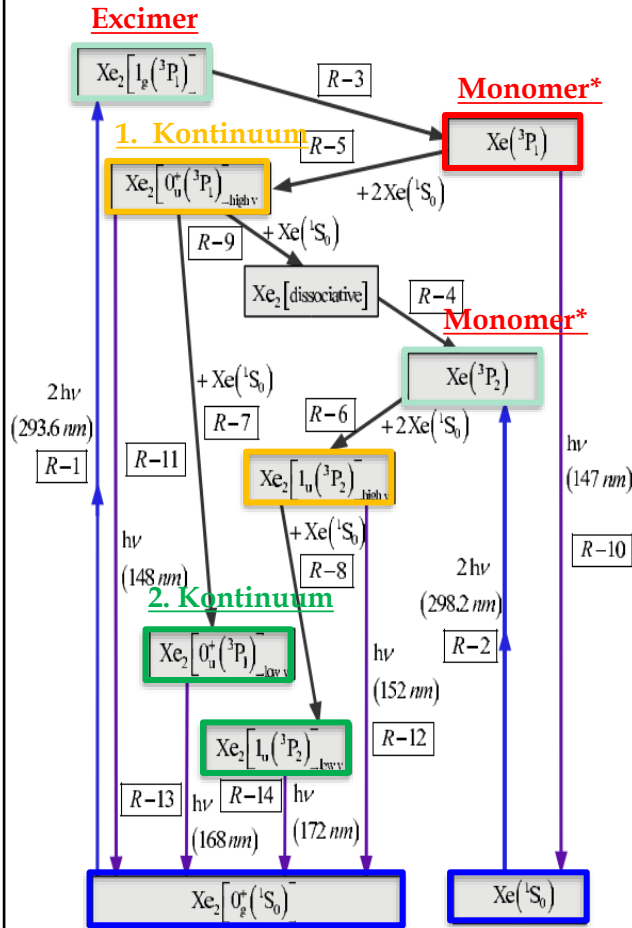 Excimer
Xe₂[1g(³P₁)]
R-3
Monomer*
Xe(³P₁)
1. Kontinuum
R-5
Xe₂[0u⁺(³P₁)]high v
+2Xe(¹S₀)
+Xe(¹S₀)
R-9
Xe₂[dissociative]
R-4
Monomer*
Xe(³P₂)
2hν
(293.6 nm)
R-1
+Xe(¹S₀)
R-7
R-6
+2Xe(¹S₀)
R-11
Xe₂[1u(³P₂)]high v
hν
(147 nm)
R-10
+Xe(¹S₀)
R-8
hν
(148 nm)
2. Kontinuum
2hν
(298.2 nm)
R-2
Xe₂[0u⁺(³P₁)]low v
hν
(152 nm)
R-12
Xe₂[1u(³P₂)]low v
R-13
hν
(168 nm)
R-14
hν
(172 nm)
Xe₂[0g⁺(¹S₀)]
Xe(¹S₀)